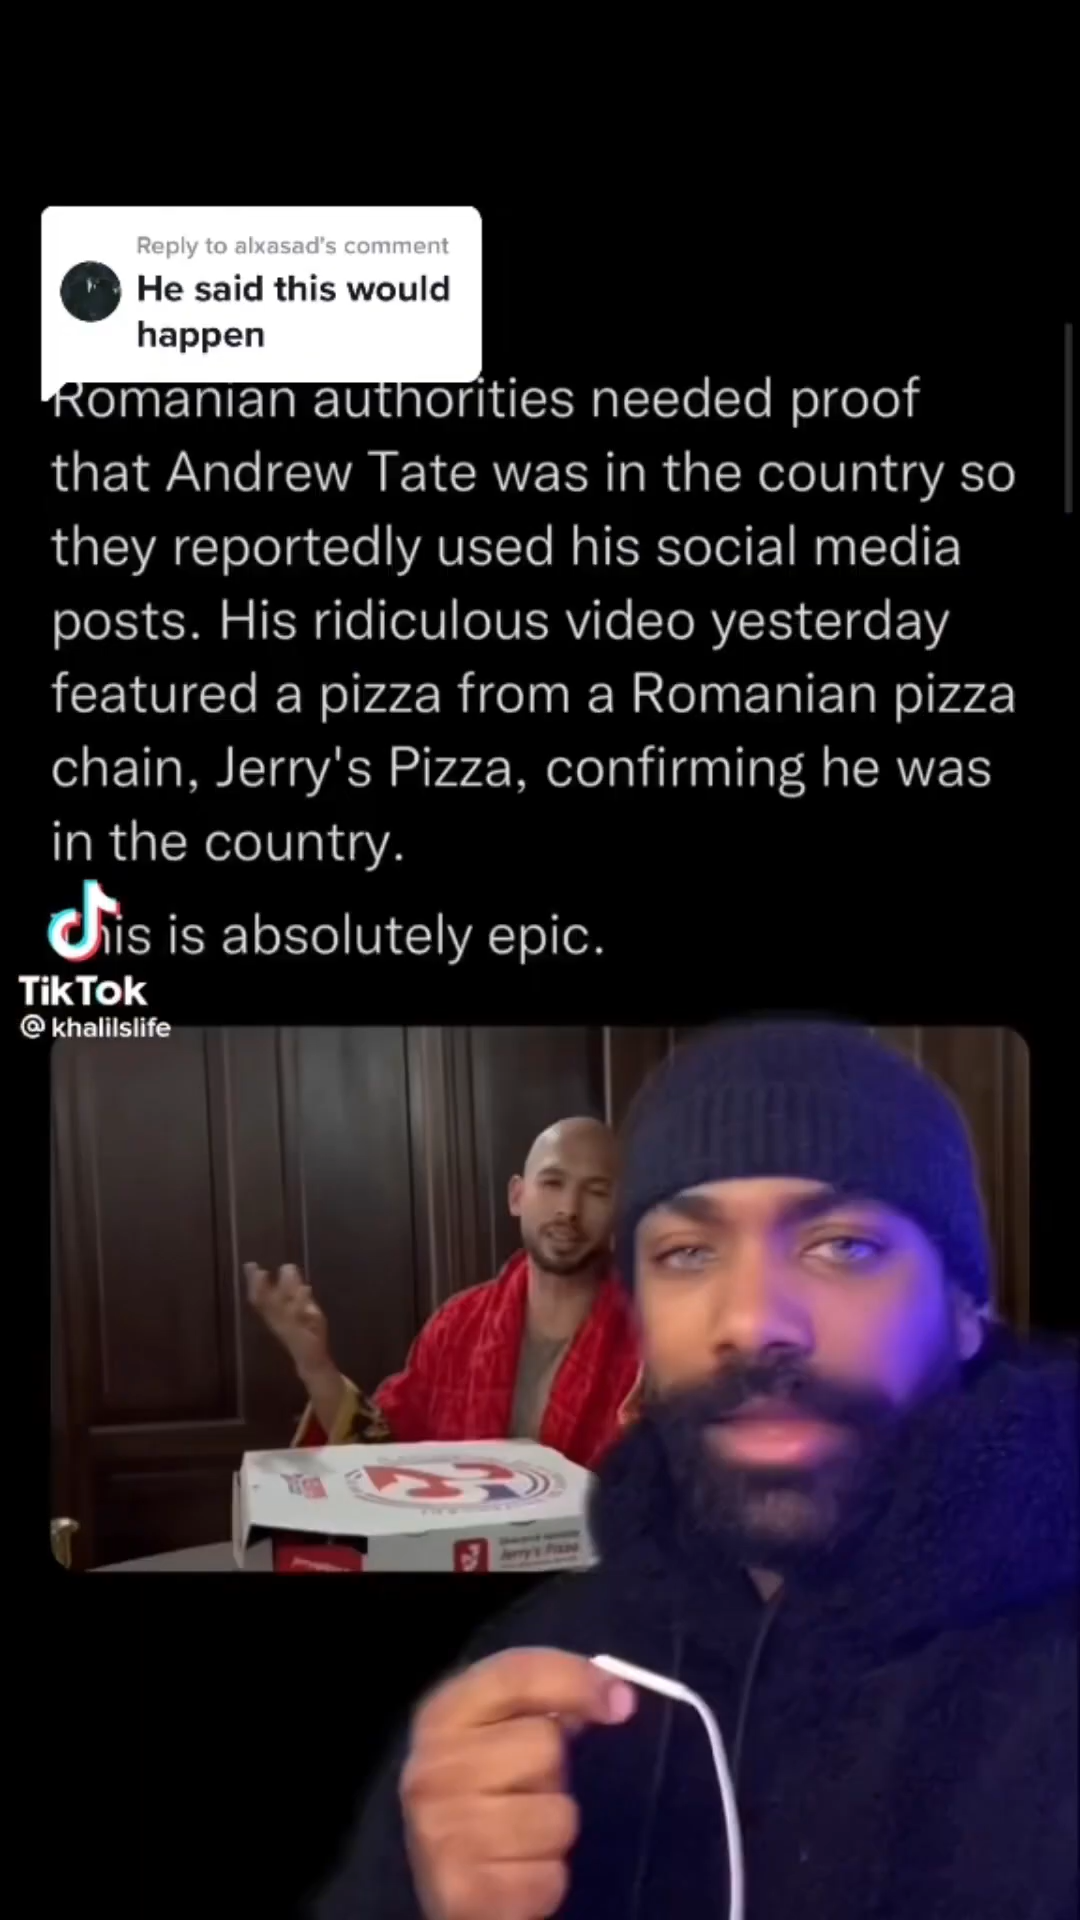 Reply to alxasad's comment
He said this would
happen
Romanian authorities needed proof
that Andrew Tate was in the country so
they reportedly used his social media
posts. His ridiculous video yesterday
featured a pizza from a Romanian pizza
chain, Jerry's Pizza, confirming he was
in the country.
his is absolutely epic.
TikTok
@khalilslife
Jerry's Pizza